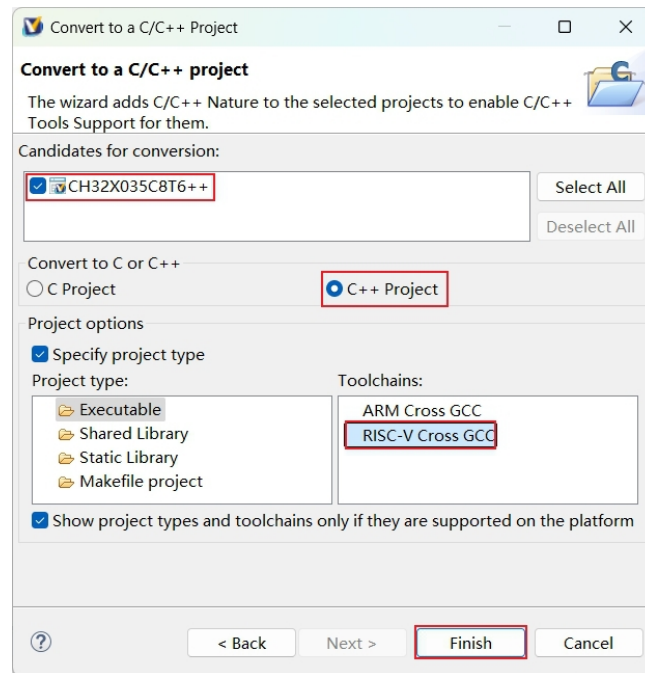 Convert to a C/C++ Project
Convert to a C/C++ project
The wizard adds C/C++ Nature to the selected projects to enable C/C++
Tools Support for them.
Candidates for conversion:
CH32X035C8T6++
Select All
Deselect All
Convert to C or C++
C Project
C++ Project
Project options
Specify project type
Project type:
Toolchains:
Executable
Shared Library
Static Library
Makefile project
ARM Cross GCC
RISC-V Cross GCC
Show project types and toolchains only if they are supported on the platform
?
< Back
Next >
Finish
Cancel